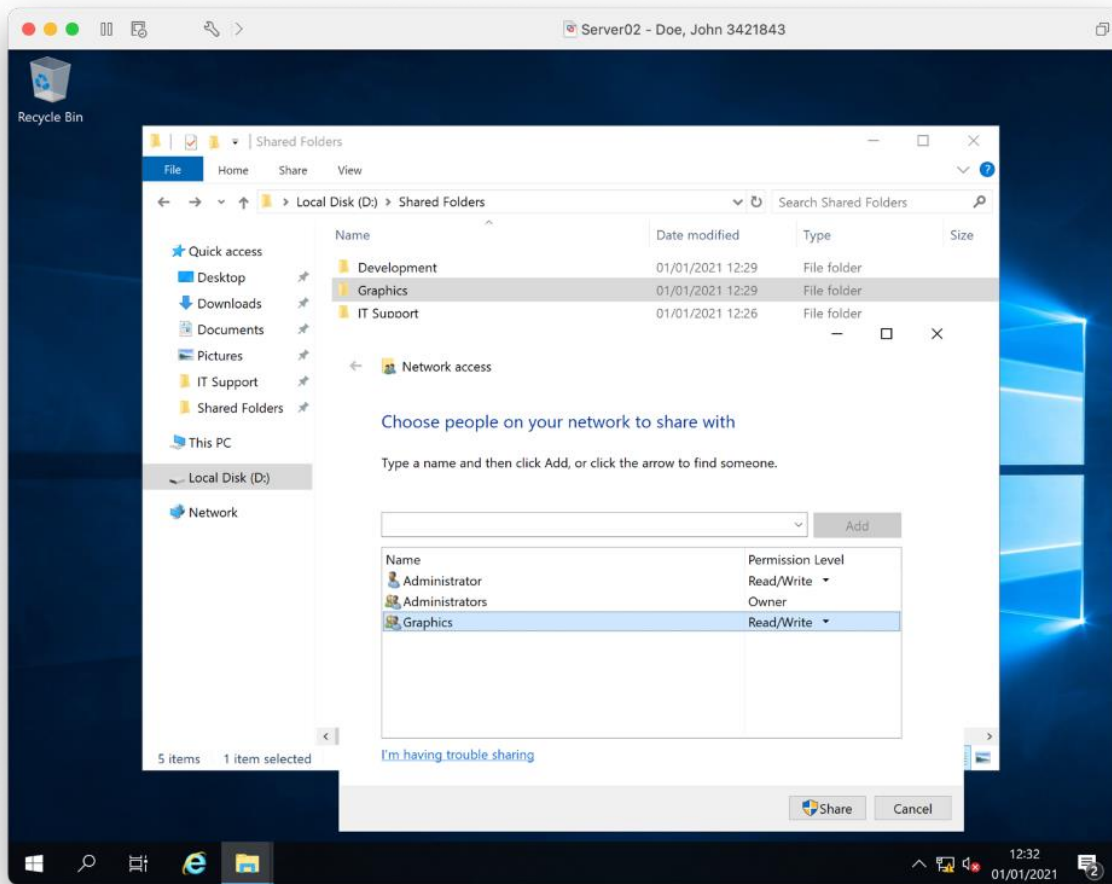 Server02 - Doe, John 3421843
Recycle Bin
Shared Folders
File Home Share View
Local Disk (D:) > Shared Folders
Search Shared Folders
Name Date modified Type Size
Quick access
Desktop
Downloads
Documents
Pictures
IT Support
Shared Folders
This PC
Local Disk (D:)
Network
Development 01/01/2021 12:29 File folder
Graphics 01/01/2021 12:29 File folder
IT Support 01/01/2021 12:26 File folder
Network access
Choose people on your network to share with
Type a name and then click Add, or click the arrow to find someone.
Add
Name Permission Level
Administrator Read/Write
Administrators Owner
Graphics Read/Write
I'm having trouble sharing
Share Cancel
5 items 1 item selected
12:32
01/01/2021
2